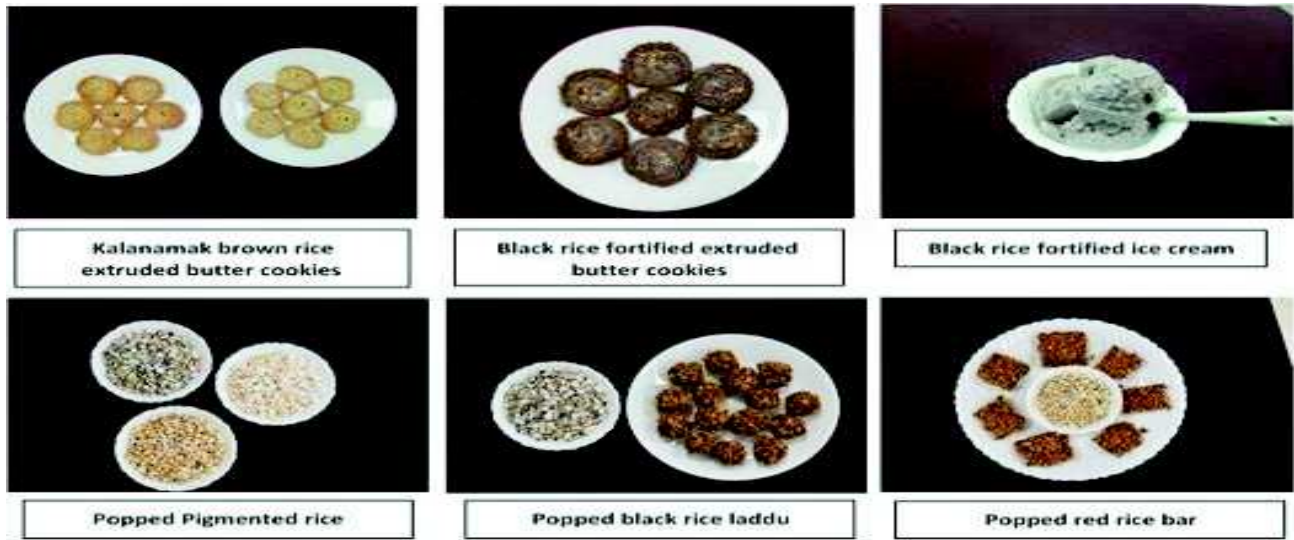 Kalanamak brown rice
extruded butter cookies
Black rice fortified extruded
butter cookies
Black rice fortified ice cream
Popped Pigmented rice
Popped black rice laddu
Popped red rice bar